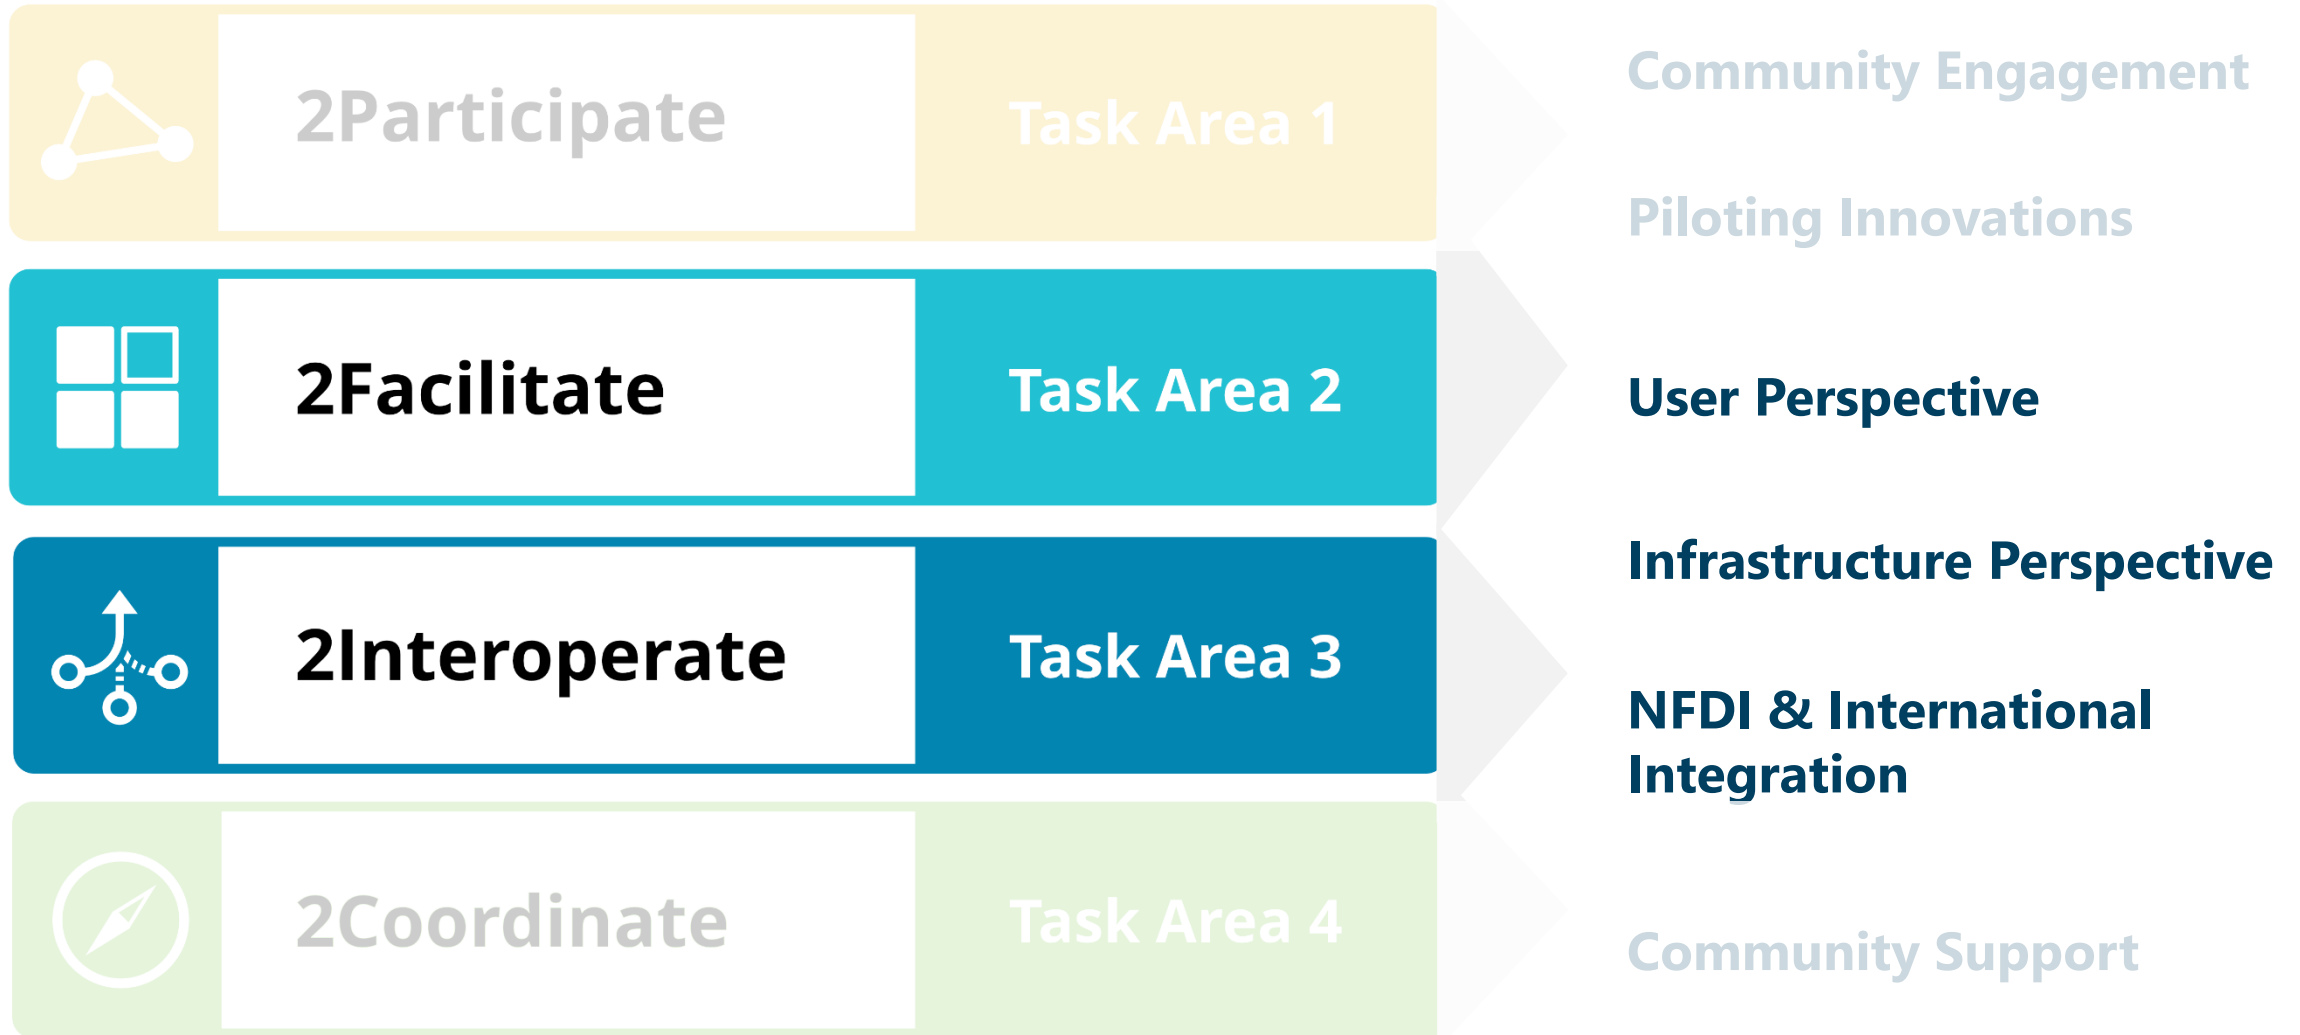 2Participate
Task Area 1
Community Engagement
Piloting Innovations
2Facilitate
Task Area 2
User Perspective
2Interoperate
Task Area 3
Infrastructure Perspective
NFDI & International
Integration
2Coordinate
Task Area 4
Community Support